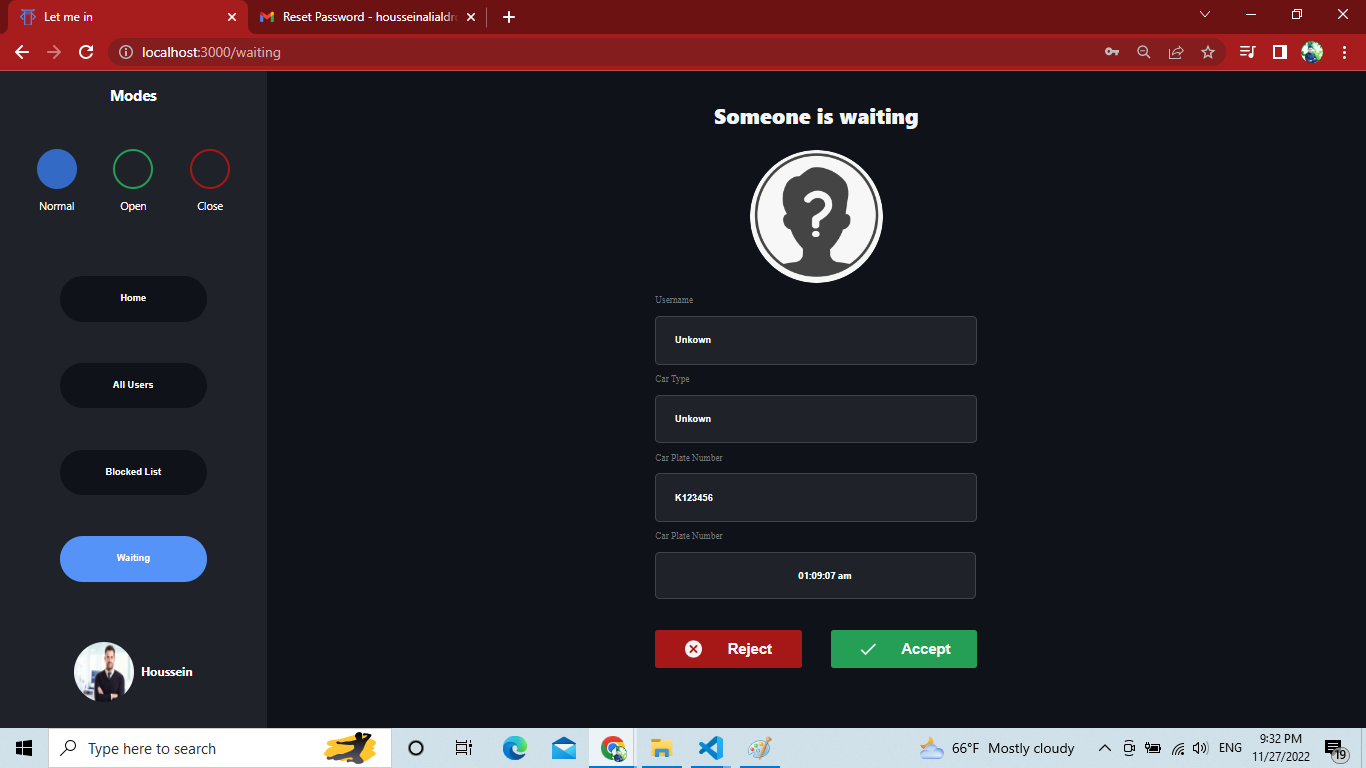 Let me in
Reset Password - housseinalialdr
localhost:3000/waiting
Modes
Normal
Open
Close
Home
All Users
Blocked List
Waiting
Houssein
Someone is waiting
?
Username
Unkown
Car Type
Unkown
Car Plate Number
K123456
Car Plate Number
01:09:07 am
Reject
Accept
Type here to search
66°F Mostly cloudy
ENG
9:32 PM
11/27/2022
19